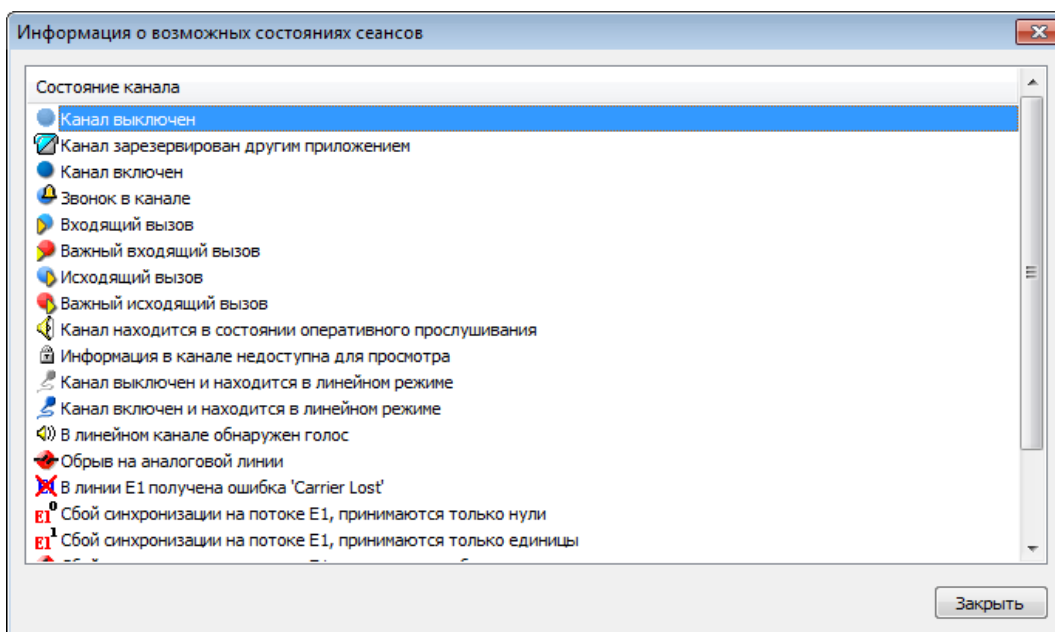 Информация о возможных состояниях сеансов
Состояние канала
Канал выключен
Канал зарезервирован другим приложением
Канал включен
Звонок в канале
Входящий вызов
Важный входящий вызов
Исходящий вызов
Важный исходящий вызов
Канал находится в состоянии оперативного прослушивания
Информация в канале недоступна для просмотра
Канал выключен и находится в линейном режиме
Канал включен и находится в линейном режиме
В линейном канале обнаружен голос
Обрыв на аналоговой линии
В линии E1 получена ошибка 'Carrier Lost'
E1 0 Сбой синхронизации на потоке E1, принимаются только нули
E1 1 Сбой синхронизации на потоке E1, принимаются только единицы
Закрыть